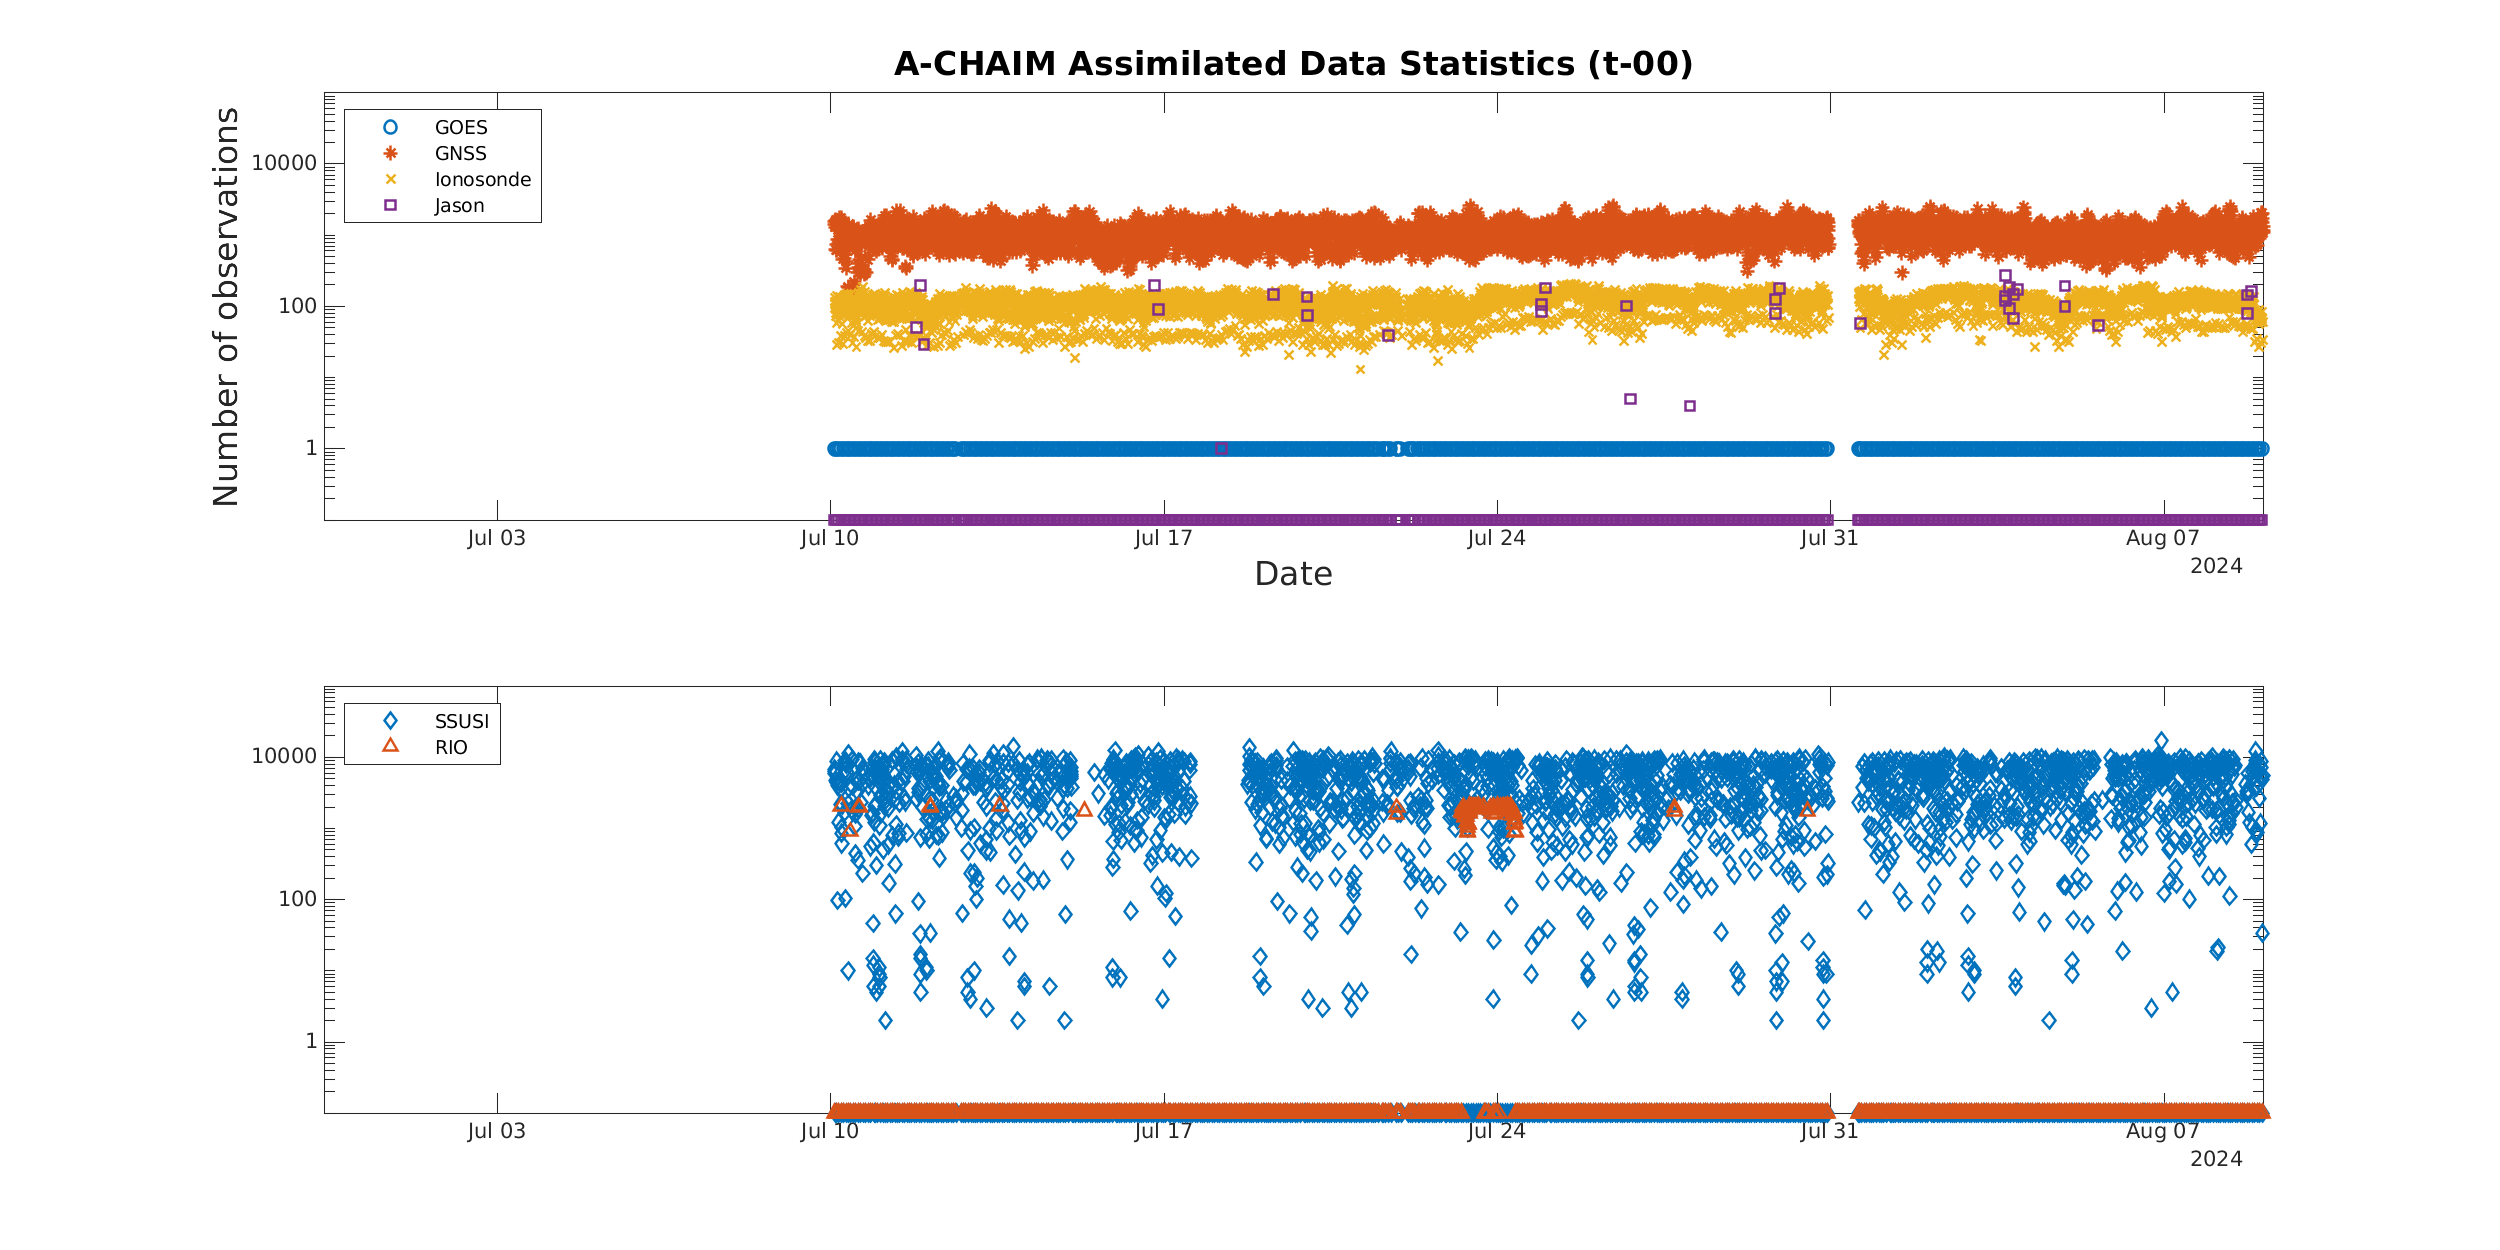 A-CHAIM Assimilated Data Statistics (t-00)
Number of observations
10000
100
1
GOES
GNSS
Ionosonde
Jason
Jul 03
Jul 10
Jul 17
Jul 24
Jul 31
Aug 07
2024
Date
10000
100
1
SSUSI
RIO
Jul 03
Jul 10
Jul 17
Jul 24
Jul 31
Aug 07
2024